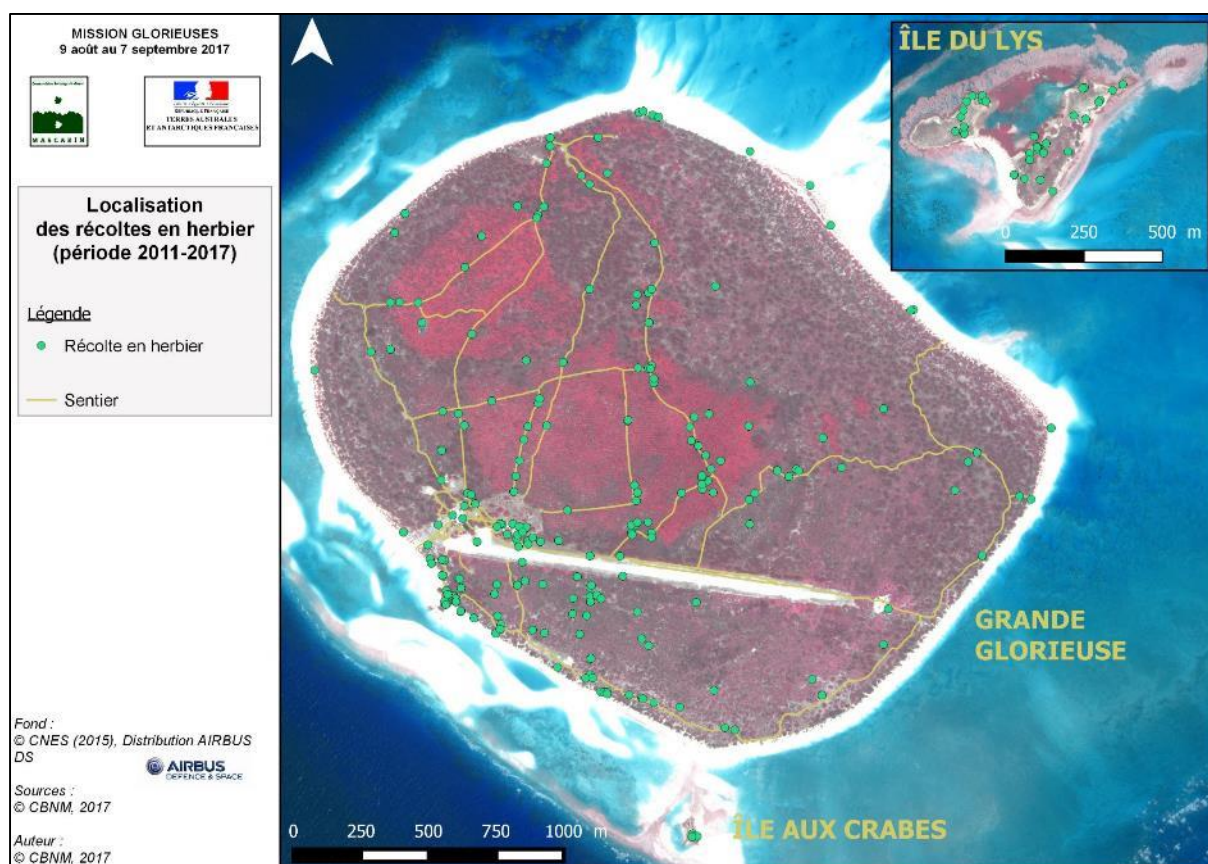 MISSION GLORIEUSES
9 août au 7 septembre 2017
MASCARIN
RÉPUBLIQUE FRANÇAISE
TERRES AUSTRALES
ET ANTARCTIQUES FRANÇAISES
Localisation
des récoltes en herbier
(période 2011-2017)
Légende
Récolte en herbier
Sentier
Fond :
© CNES (2015), Distribution AIRBUS
DS
AIRBUS
DEFENCE & SPACE
Sources :
© CBNM, 2017
Auteur :
© CBNM, 2017
ÎLE DU LYS
0 250 500 m
GRANDE
GLORIEUSE
ÎLE AUX CRABES
0 250 500 750 1000 m